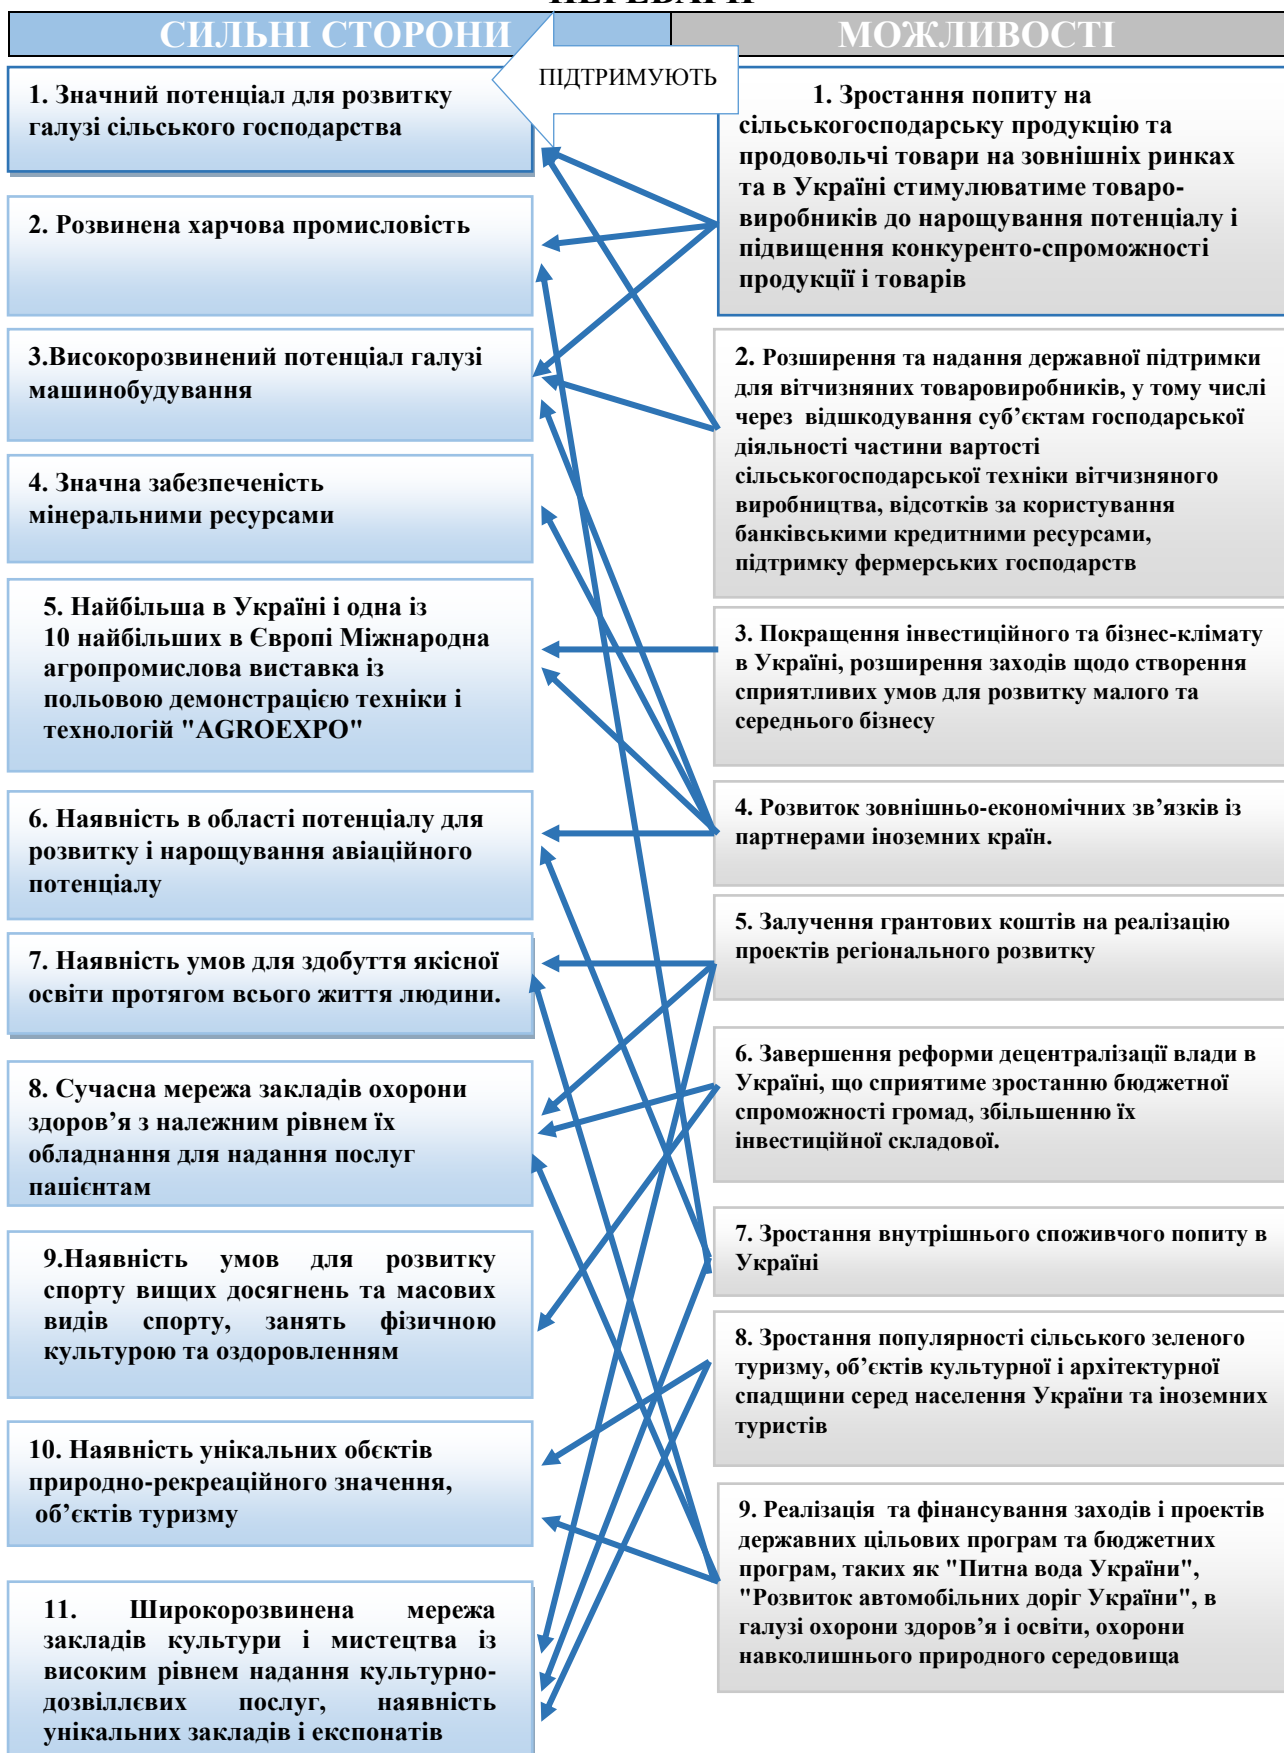 ПЕРЕВАГИ
СИЛЬНІ СТОРОНИ
МОЖЛИВОСТІ
ПІДТРИМУЮТЬ
1. Значний потенціал для розвитку
галузі сільського господарства
2. Розвинена харчова промисловість
3.Високорозвинений потенціал галузі
машинобудування
4. Значна забезпеченість
мінеральними ресурсами
5. Найбільша в Україні і одна із
10 найбільших в Європі Міжнародна
агропромислова виставка із
польовою демонстрацією техніки і
технологій "AGROEXPO"
6. Наявність в області потенціалу для
розвитку і нарощування авіаційного
потенціалу
7. Наявність умов для здобуття якісної
освіти протягом всього життя людини.
8. Сучасна мережа закладів охорони
здоров’я з належним рівнем їх
обладнання для надання послуг
пацієнтам
9.Наявність умов для розвитку
спорту вищих досягнень та масових
видів спорту, занять фізичною
культурою та оздоровленням
10. Наявність унікальних обєктів
природно-рекреаційного значення,
об’єктів туризму
11. Широкорозвинена мережа
закладів культури і мистецтва із
високим рівнем надання культурно-
дозвіллєвих послуг, наявність
унікальних закладів і експонатів
1. Зростання попиту на
сільськогосподарську продукцію та
продовольчі товари на зовнішніх ринках
та в Україні стимулюватиме товаро-
виробників до нарощування потенціалу і
підвищення конкуренто-спроможності
продукції і товарів
2. Розширення та надання державної підтримки
для вітчизняних товаровиробників, у тому числі
через відшкодування суб’єктам господарської
діяльності частини вартості
сільськогосподарської техніки вітчизняного
виробництва, відсотків за користування
банківськими кредитними ресурсами,
підтримку фермерських господарств
3. Покращення інвестиційного та бізнес-клімату
в Україні, розширення заходів щодо створення
сприятливих умов для розвитку малого та
середнього бізнесу
4. Розвиток зовнішньо-економічних зв’язків із
партнерами іноземних країн.
5. Залучення грантових коштів на реалізацію
проектів регіонального розвитку
6. Завершення реформи децентралізації влади в
Україні, що сприятиме зростанню бюджетної
спроможності громад, збільшенню їх
інвестиційної складової.
7. Зростання внутрішнього споживчого попиту в
Україні
8. Зростання популярності сільського зеленого
туризму, об’єктів культурної і архітектурної
спадщини серед населення України та іноземних
туристів
9. Реалізація та фінансування заходів і проектів
державних цільових програм та бюджетних
програм, таких як "Питна вода України",
"Розвиток автомобільних доріг України", в
галузі охорони здоров’я і освіти, охорони
навколишнього природного середовища